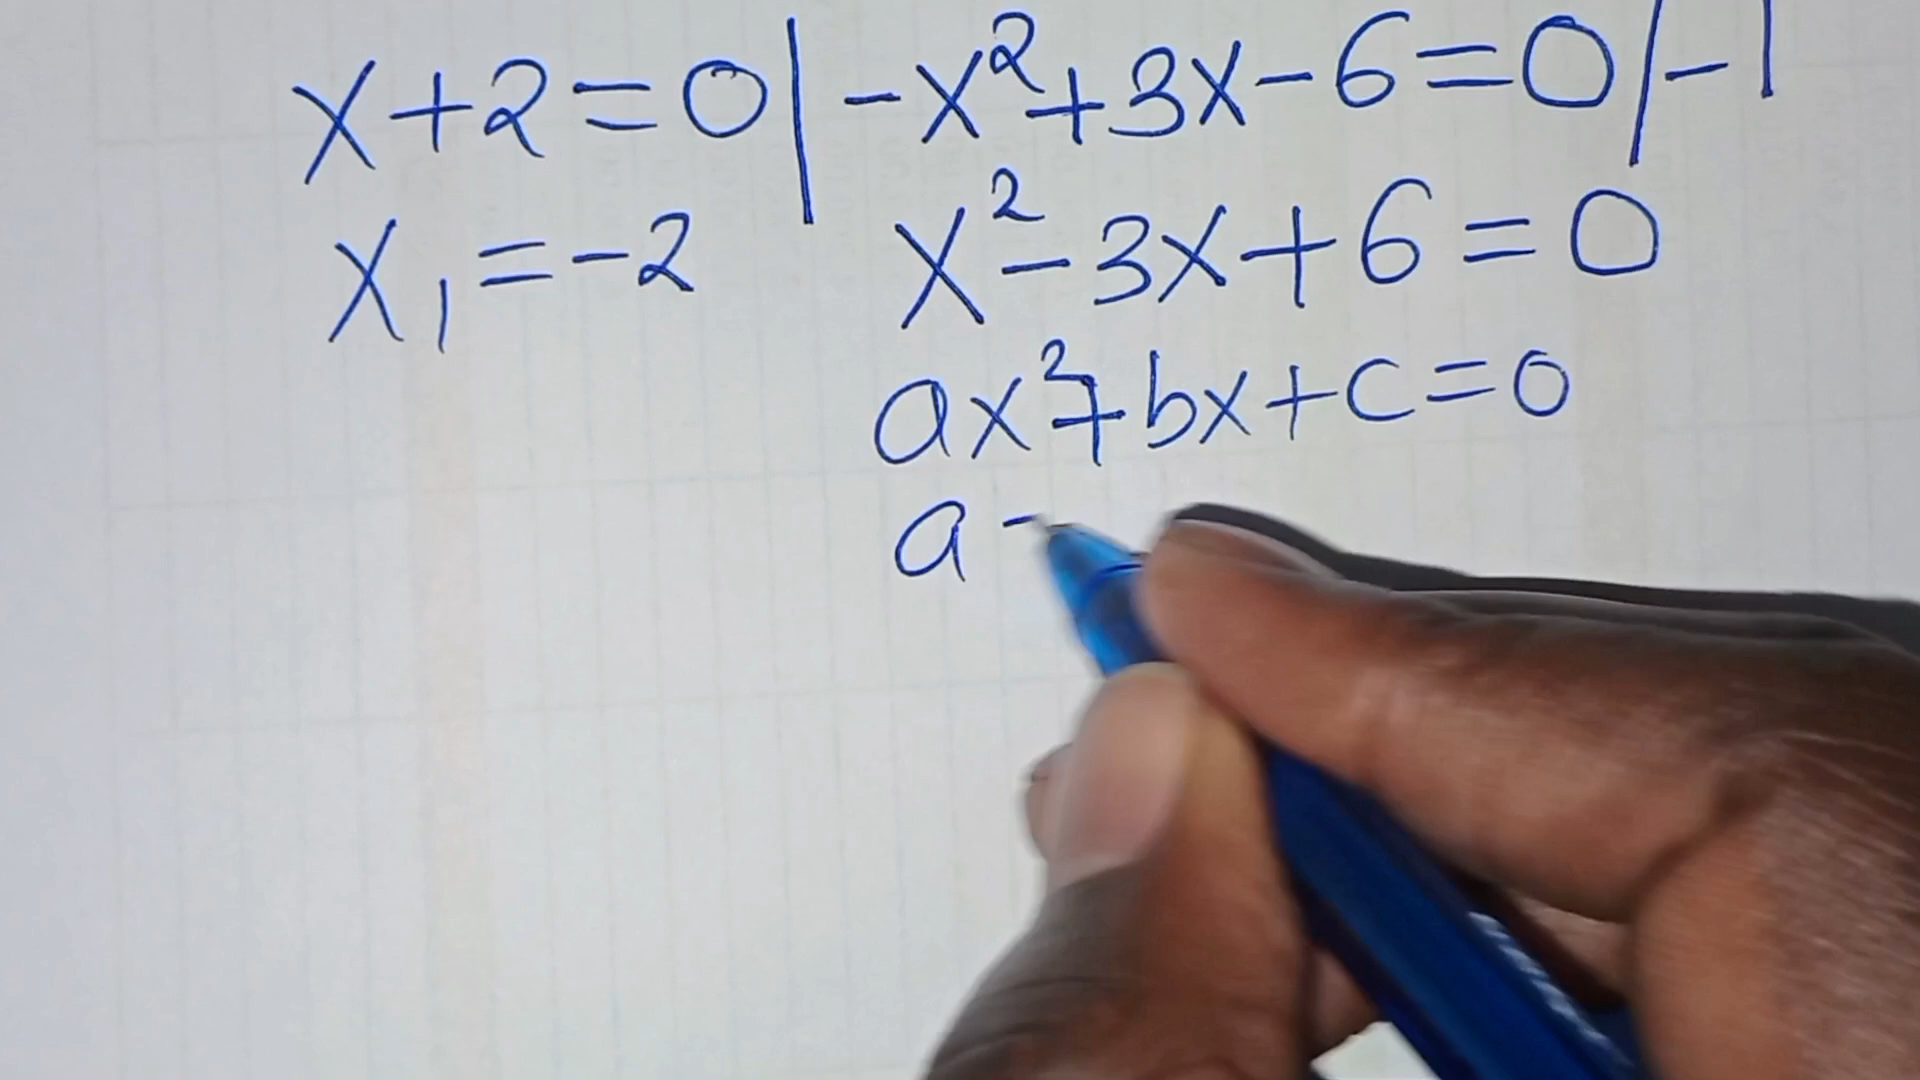 x+2=0| -x²+3x-6=0/-1
x₁=-2 x²-3x+6=0
ax²+bx+c=0
a -